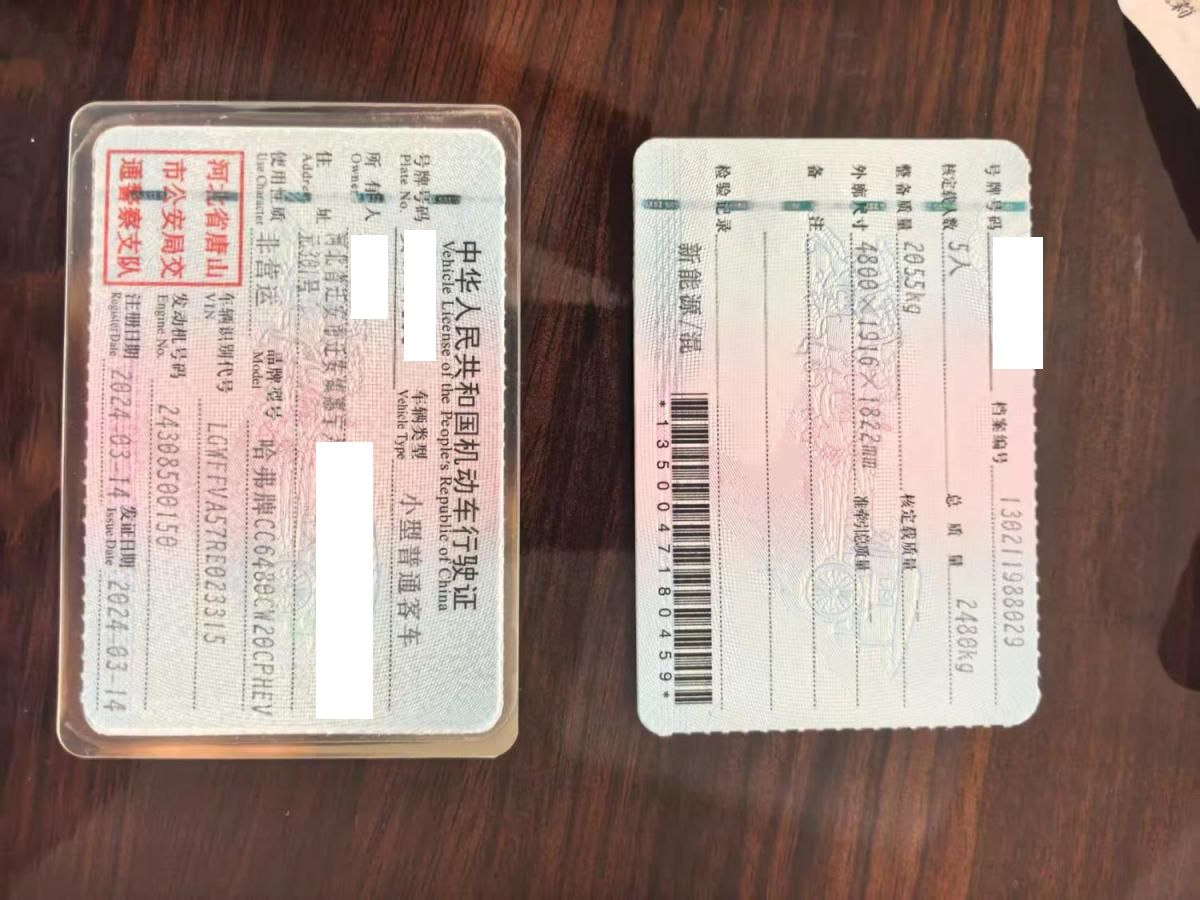 中华人民共和国机动车行驶证
Vehicle License of the People's Republic of China
号牌号码
Plate No.
车辆类型 小型普通客车
Vehicle Type
所有人
Owner
住址
Address
河北省迁安市迁安镇
使用性质 非营运
Use Character
品牌型号 哈弗牌CC6480CW20CPHEV
Model
河北省唐山
市公安局交
通警察支队
车辆识别代号 LGWFFVA57RE023315
VIN
发动机号码 24308500150
Engine No.
注册日期 2024-03-14 发证日期 2024-03-14
Register Date Issue Date
号牌号码 档案编号 130211988029
核定载人数 5人 总质量 2480kg
整备质量 2055kg 核定载质量
外廓尺寸 4800×1916×1822mm 准牵引总质量
备注
检验记录
新能源/混
*1350047180459*